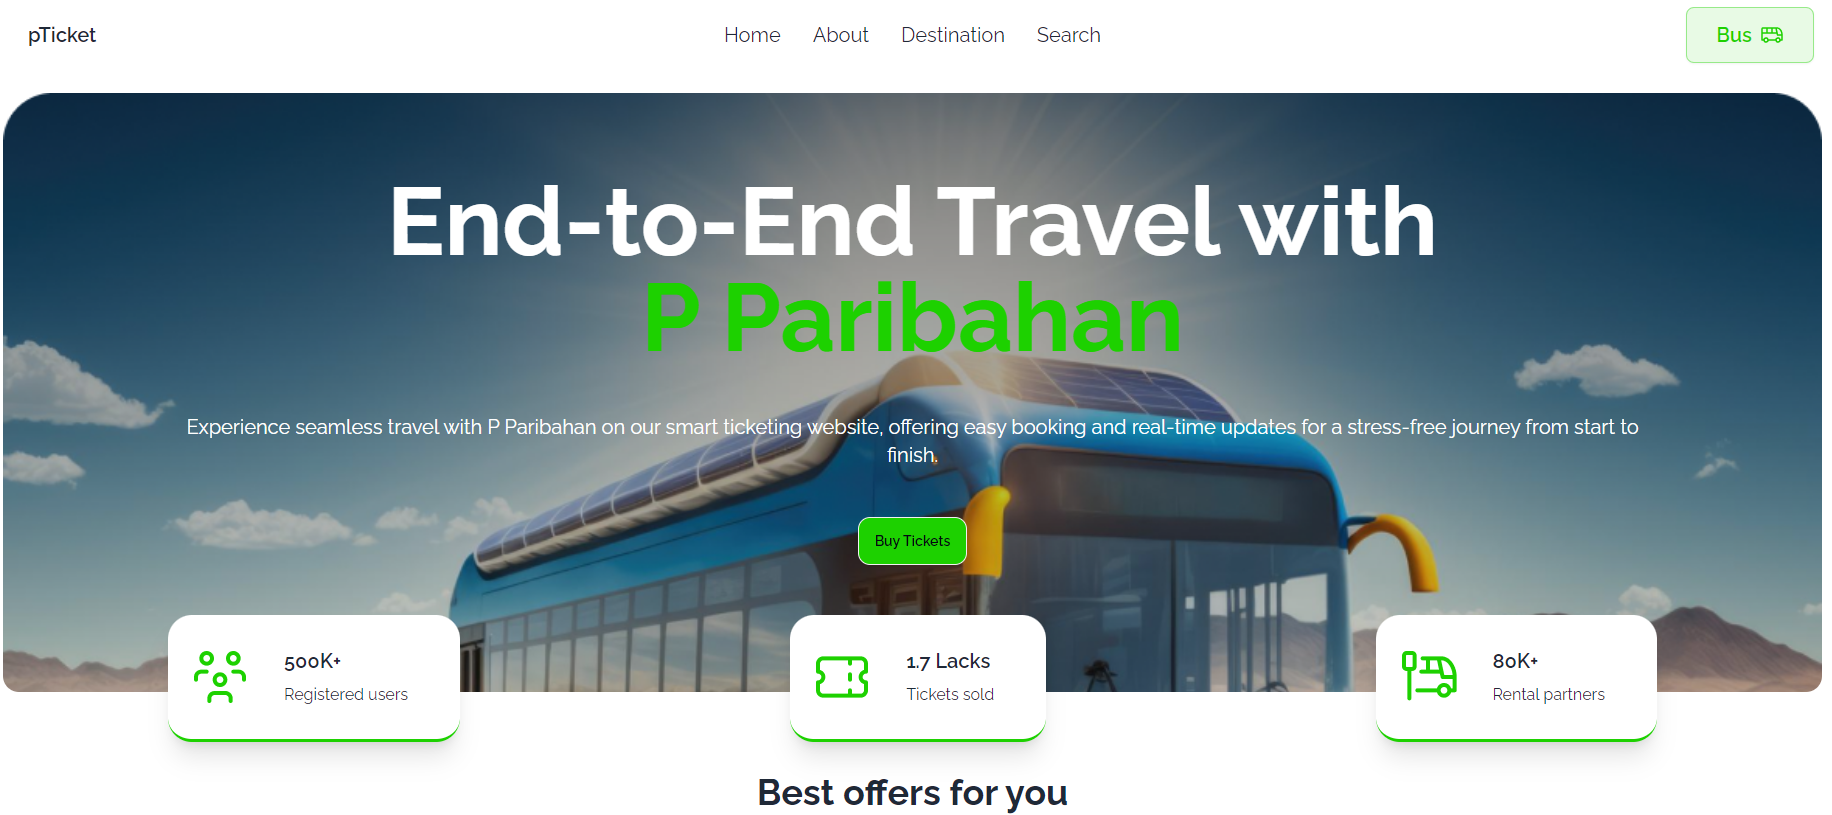 pTicket
Home About Destination Search
Bus
End-to-End Travel with
P Paribahan
Experience seamless travel with P Paribahan on our smart ticketing website, offering easy booking and real-time updates for a stress-free journey from start to
finish.
Buy Tickets
500K+
Registered users
1.7 Lacks
Tickets sold
80K+
Rental partners
Best offers for you